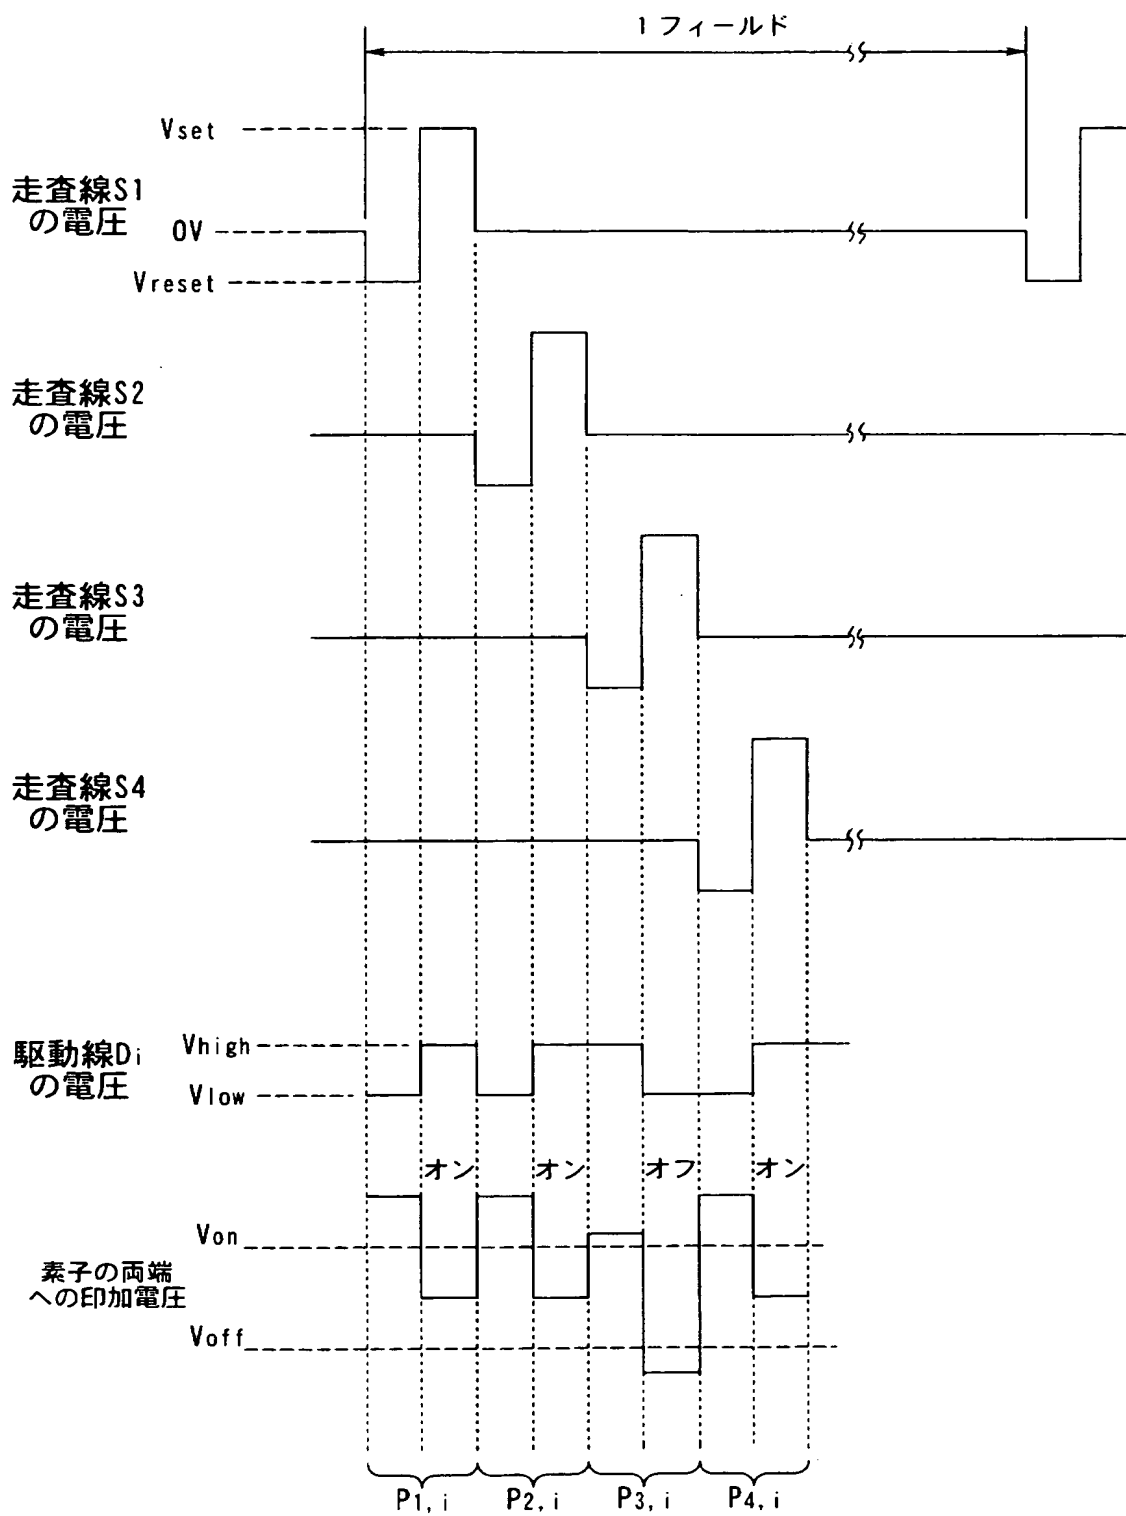 1フィールド
Vset
走査線S1
の電圧
0V
Vreset
走査線S2
の電圧
走査線S3
の電圧
走査線S4
の電圧
駆動線Di
の電圧
Vhigh
Vlow
オン オン オフ オン
Von
素子の両端
への印加電圧
Voff
P1, i P2, i P3, i P4, i